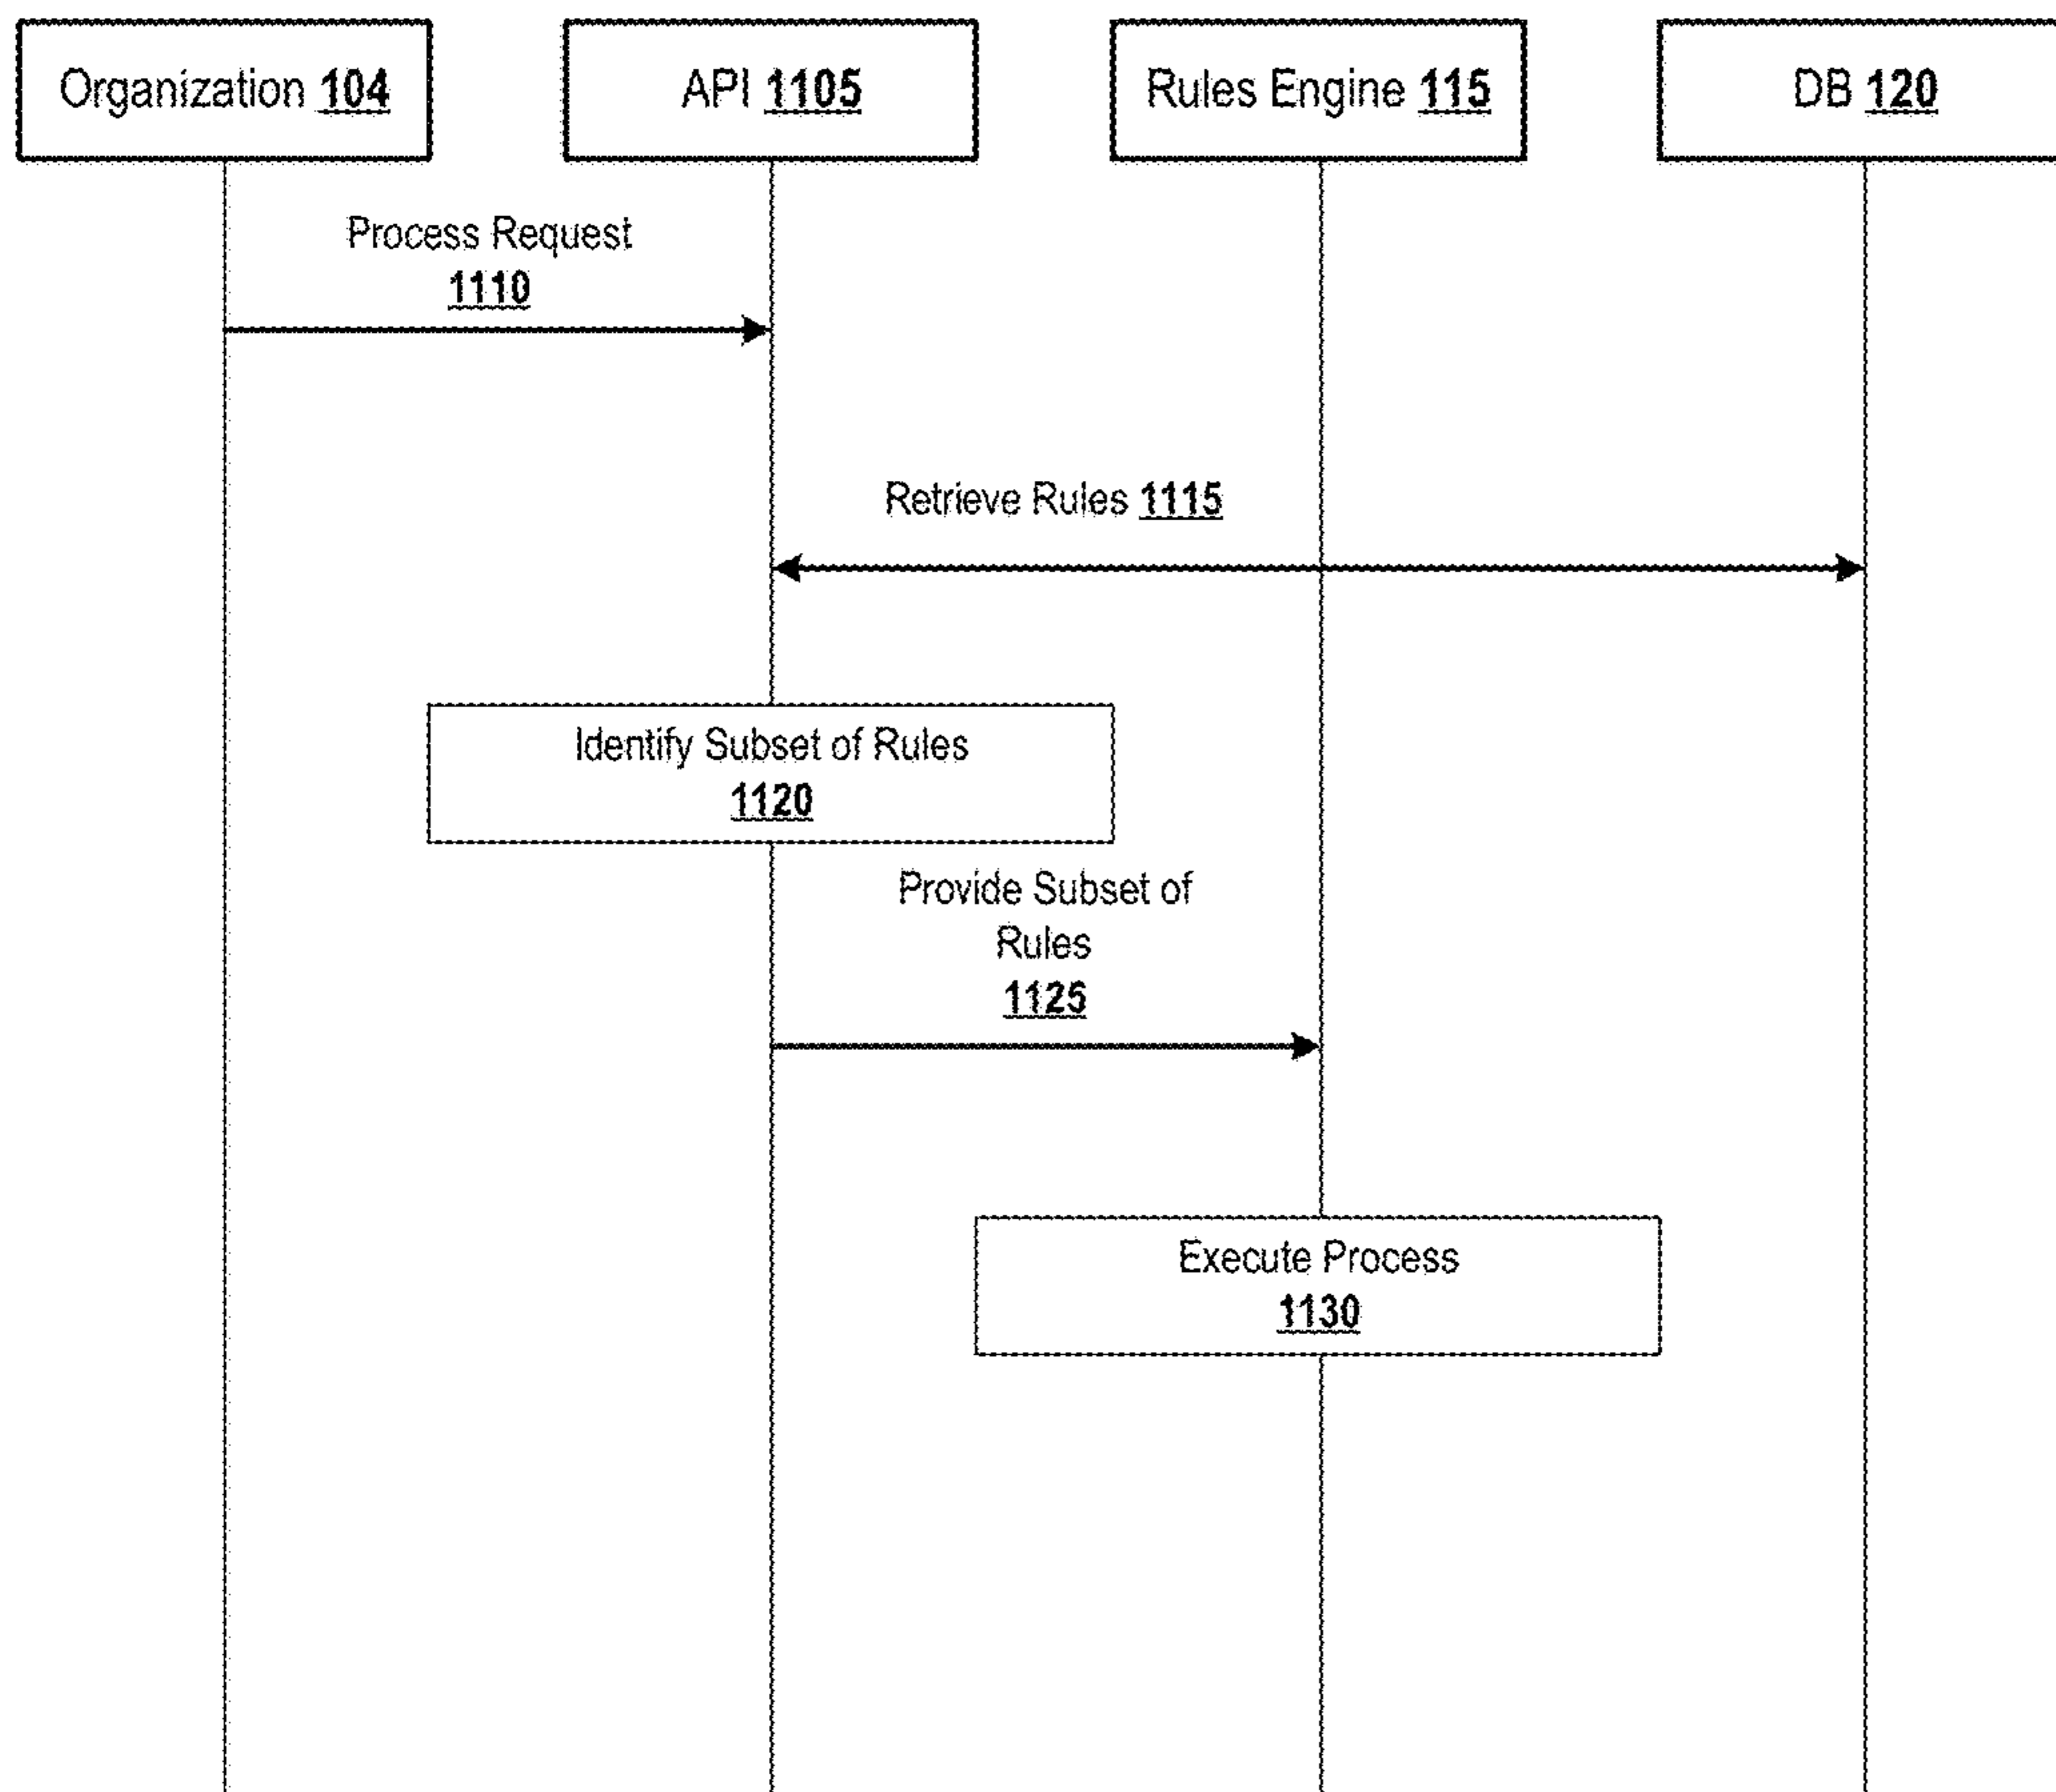 Organization 104
API 1105
Rules Engine 115
DB 120
Process Request
1110
Retrieve Rules 1115
Identify Subset of Rules
1120
Provide Subset of
Rules
1125
Execute Process
1130